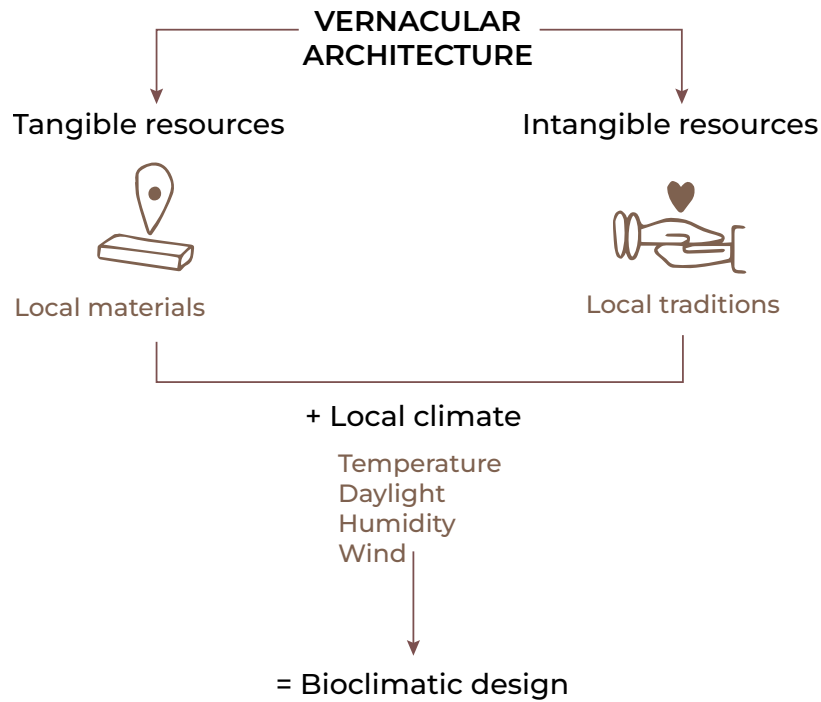 VERNACULAR
ARCHITECTURE
Tangible resources
Intangible resources
Local materials
Local traditions
+ Local climate
Temperature
Daylight
Humidity
Wind
= Bioclimatic design